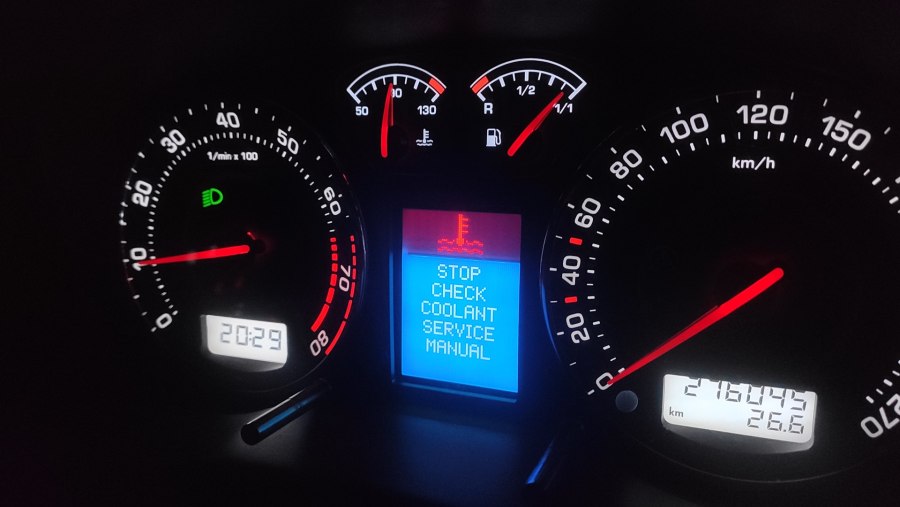 50 90 130
R 1/2 1/1
0 10 20 30 40 50 60 70 80
1/min x 100
20:29
STOP
CHECK
COOLANT
SERVICE
MANUAL
0 20 40 60 80 100 120 150 270
km/h
276045
km 26.6